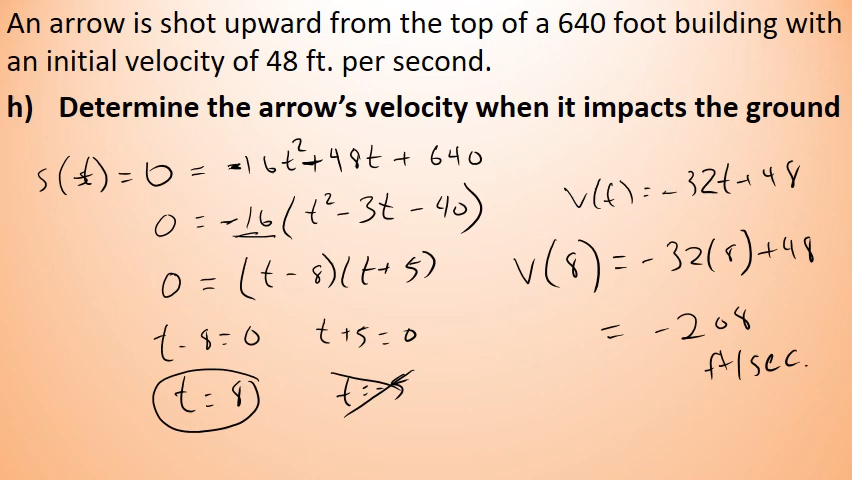 An arrow is shot upward from the top of a 640 foot building with
an initial velocity of 48 ft. per second.
h) Determine the arrow's velocity when it impacts the ground
s(t) = 0 = -16t²+48t + 640
0 = -16(t² - 3t - 40)
0 = (t - 8)(t + 5)
t - 8 = 0 t + 5 = 0
t = 8 t = -5
v(t) = -32t + 48
v(8) = -32(8) + 48
= -208
ft/sec.